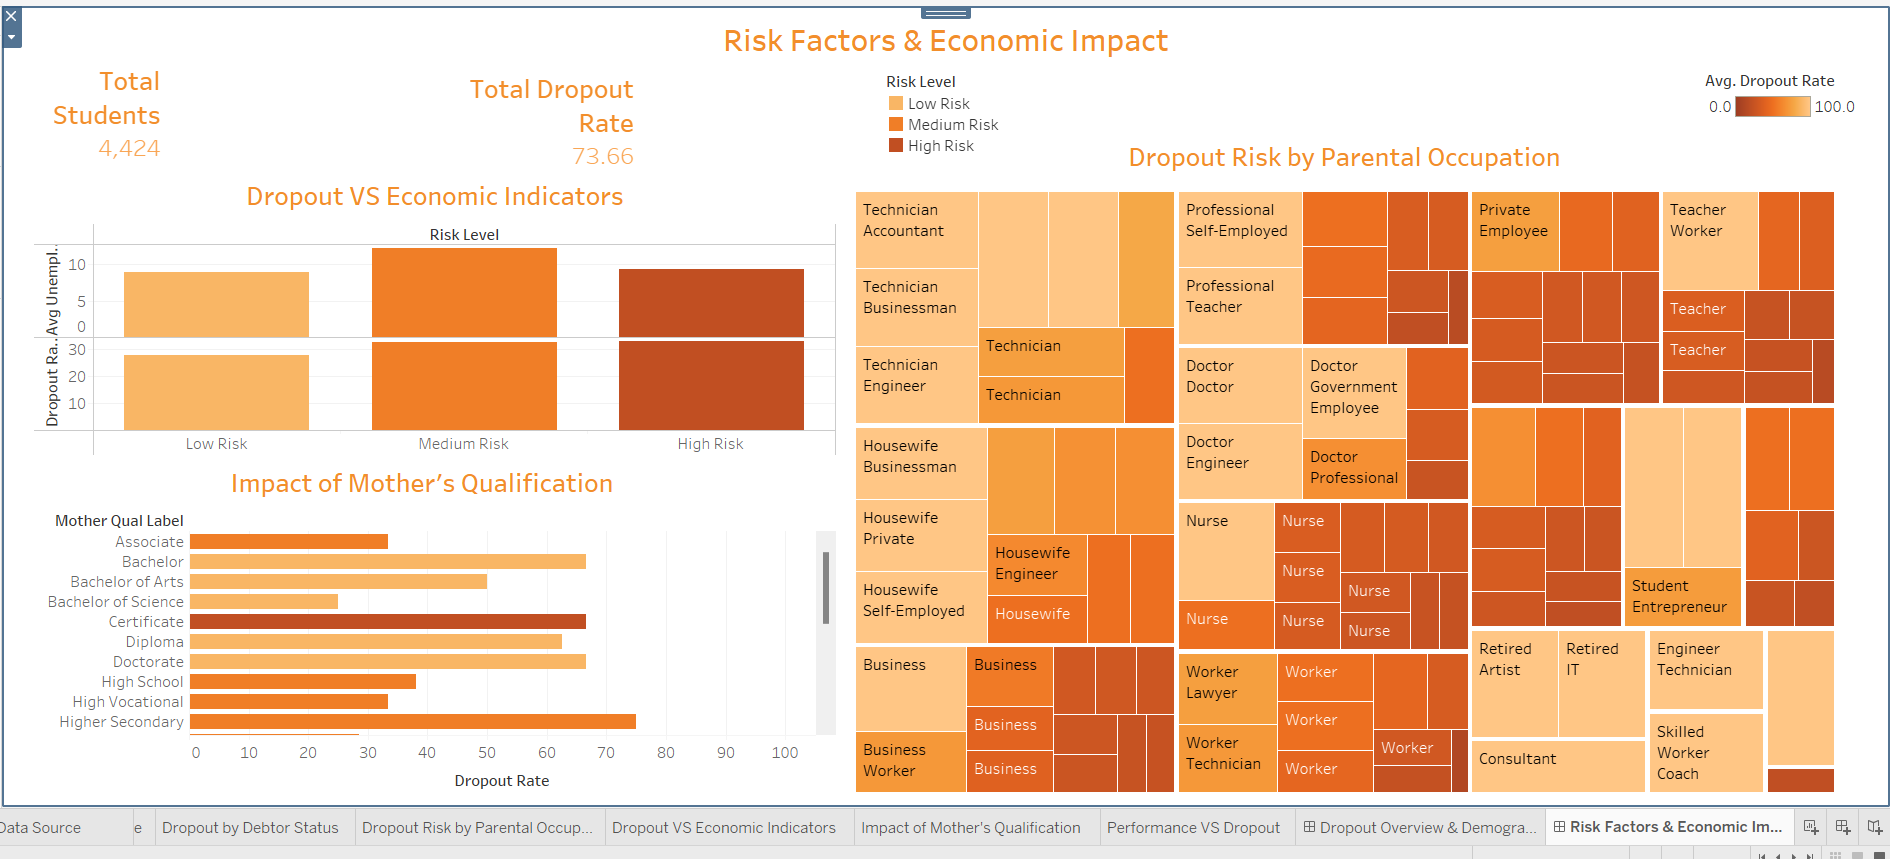 Risk Factors & Economic Impact
Total
Students
4,424
Total Dropout
Rate
73.66
Risk Level
Low Risk
Medium Risk
High Risk
Avg. Dropout Rate
0.0
100.0
Dropout VS Economic Indicators
Risk Level
Avg Unempl..
10
5
0
Dropout Ra..
30
20
10
Low Risk
Medium Risk
High Risk
Impact of Mother's Qualification
Mother Qual Label
Associate
Bachelor
Bachelor of Arts
Bachelor of Science
Certificate
Diploma
Doctorate
High School
High Vocational
Higher Secondary
0 10 20 30 40 50 60 70 80 90 100
Dropout Rate
Dropout Risk by Parental Occupation
Technician
Accountant
Technician
Businessman
Technician
Engineer
Technician
Technician
Housewife
Businessman
Housewife
Private
Housewife
Self-Employed
Housewife
Engineer
Housewife
Business
Business
Worker
Business
Business
Business
Professional
Self-Employed
Professional
Teacher
Doctor
Doctor
Doctor
Engineer
Doctor
Government
Employee
Doctor
Professional
Nurse
Nurse
Nurse
Nurse
Nurse
Nurse
Nurse
Worker
Lawyer
Worker
Technician
Worker
Worker
Worker
Worker
Private
Employee
Teacher
Worker
Teacher
Teacher
Student
Entrepreneur
Retired
Artist
Retired
IT
Consultant
Engineer
Technician
Skilled
Worker
Coach
Data Source
e
Dropout by Debtor Status
Dropout Risk by Parental Occup...
Dropout VS Economic Indicators
Impact of Mother's Qualification
Performance VS Dropout
Dropout Overview & Demogra...
Risk Factors & Economic Im...